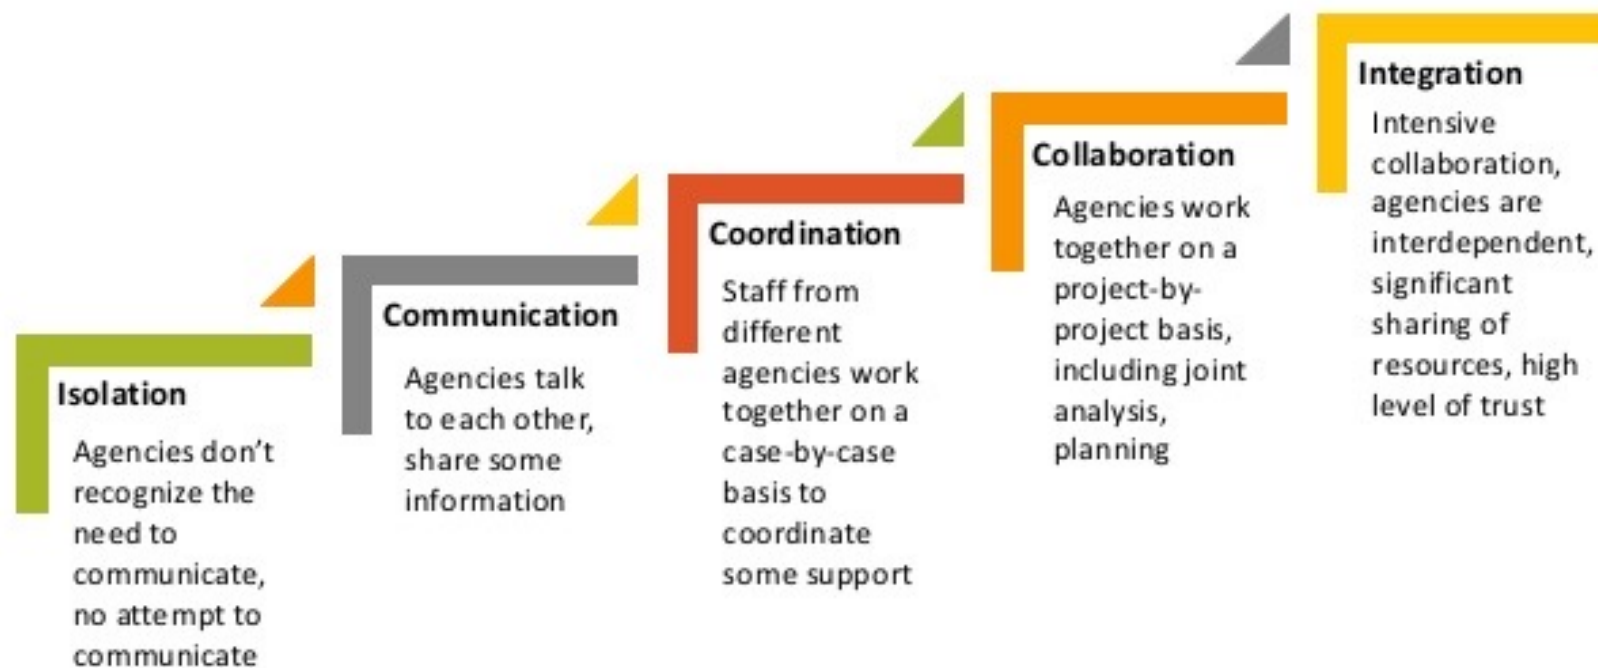 Isolation
Agencies don't
recognize the
need to
communicate,
no attempt to
communicate
Communication
Agencies talk
to each other,
share some
information
Coordination
Staff from
different
agencies work
together on a
case-by-case
basis to
coordinate
some support
Collaboration
Agencies work
together on a
project-by-
project basis,
including joint
analysis,
planning
Integration
Intensive
collaboration,
agencies are
interdependent,
significant
sharing of
resources, high
level of trust